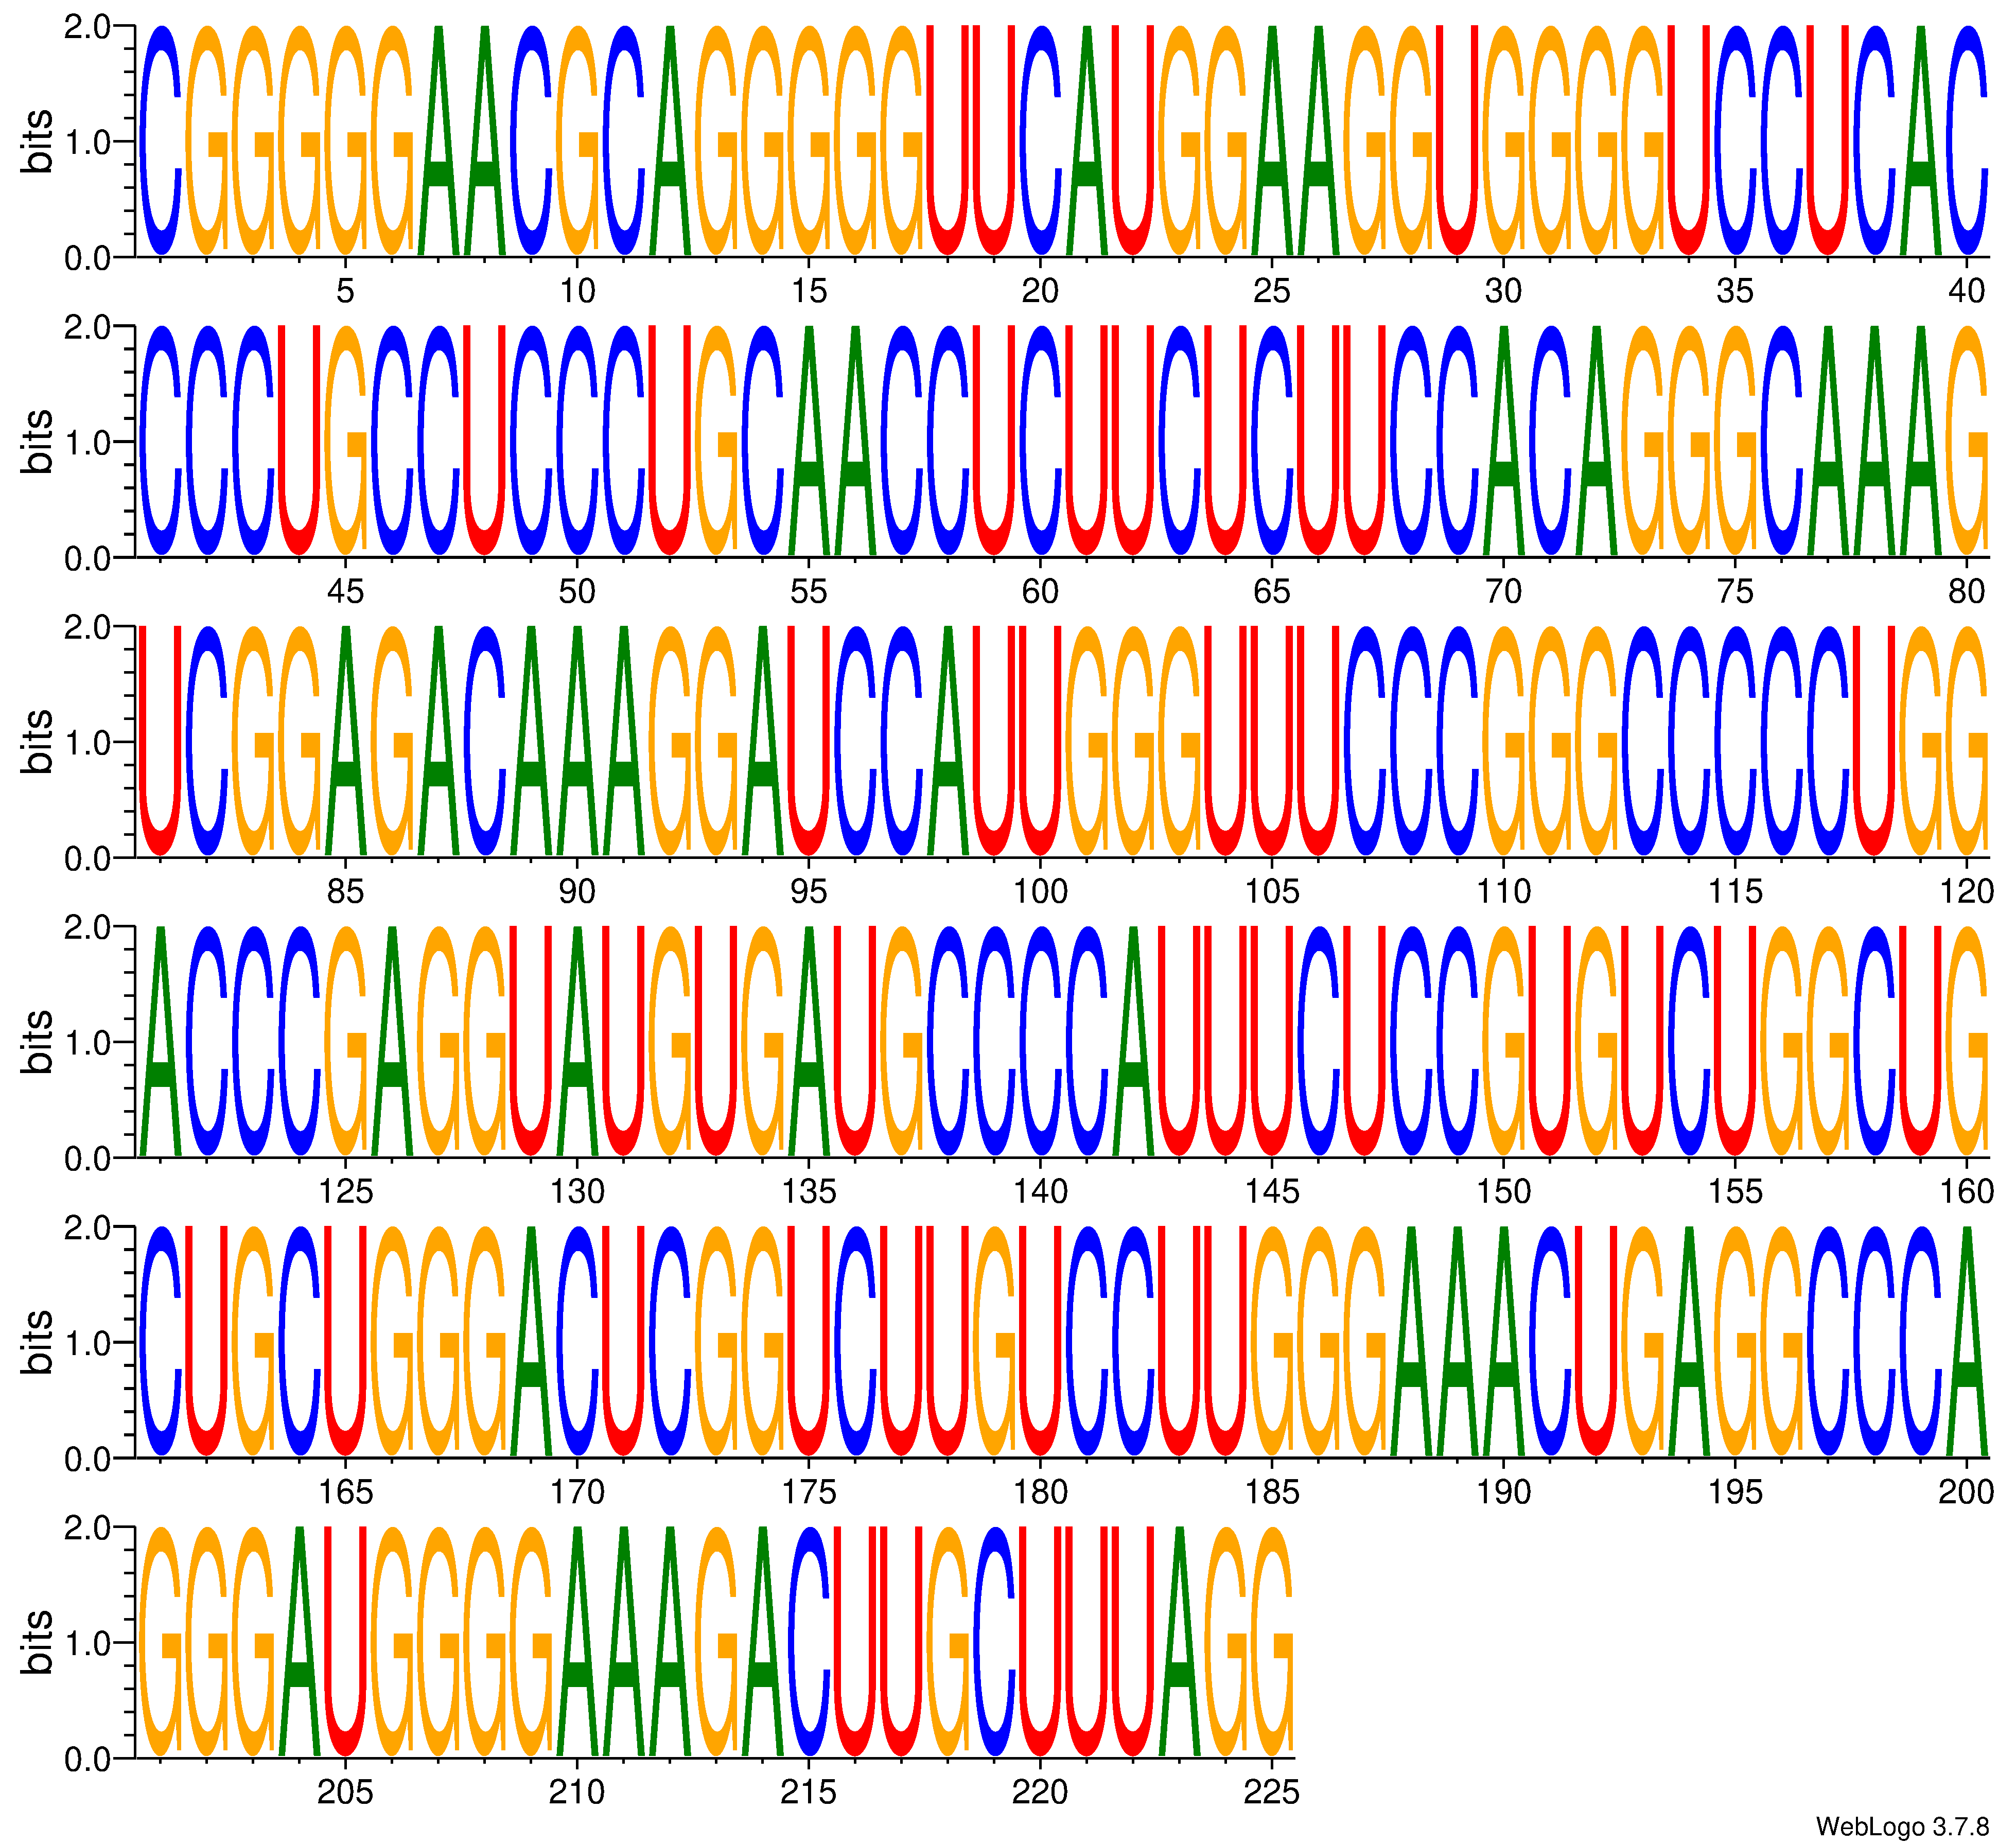 2.0
1.0
0.0
bits
CGGGGGAACGCAGGGGGUUCAUGGAAGGUGGGGUCCUCAC
5 10 15 20 25 30 35 40
2.0
1.0
0.0
bits
CCCUGCCUCCCUGCAACCUCUUCUCUUCCACAGGGCAAAG
45 50 55 60 65 70 75 80
2.0
1.0
0.0
bits
UCGGAGACAAAGGAUCCAUUGGGUUUCCCGGGCCCCCUGG
85 90 95 100 105 110 115 120
2.0
1.0
0.0
bits
ACCCGAGGUAUGUGAUGCCCCAUUUCUCCGUGUCUGGCUG
125 130 135 140 145 150 155 160
2.0
1.0
0.0
bits
CUGCUGGGACUCGGUCUUGUCCUUGGGAAACUGAGGCCCA
165 170 175 180 185 190 195 200
2.0
1.0
0.0
bits
GGGAUGGGGAAAGACUUGCUUUAGG
205 210 215 220 225
WebLogo 3.7.8